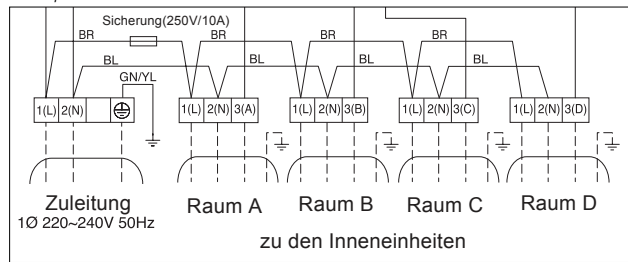 Sicherung(250V/10A)
BR BR BR BR
BL BL BL BL
GN/YL
1(L) 2(N) 1(L) 2(N) 3(A) 1(L) 2(N) 3(B) 1(L) 2(N) 3(C) 1(L) 2(N) 3(D)
Zuleitung Raum A Raum B Raum C Raum D
1Ø 220~240V 50Hz
zu den Inneneinheiten